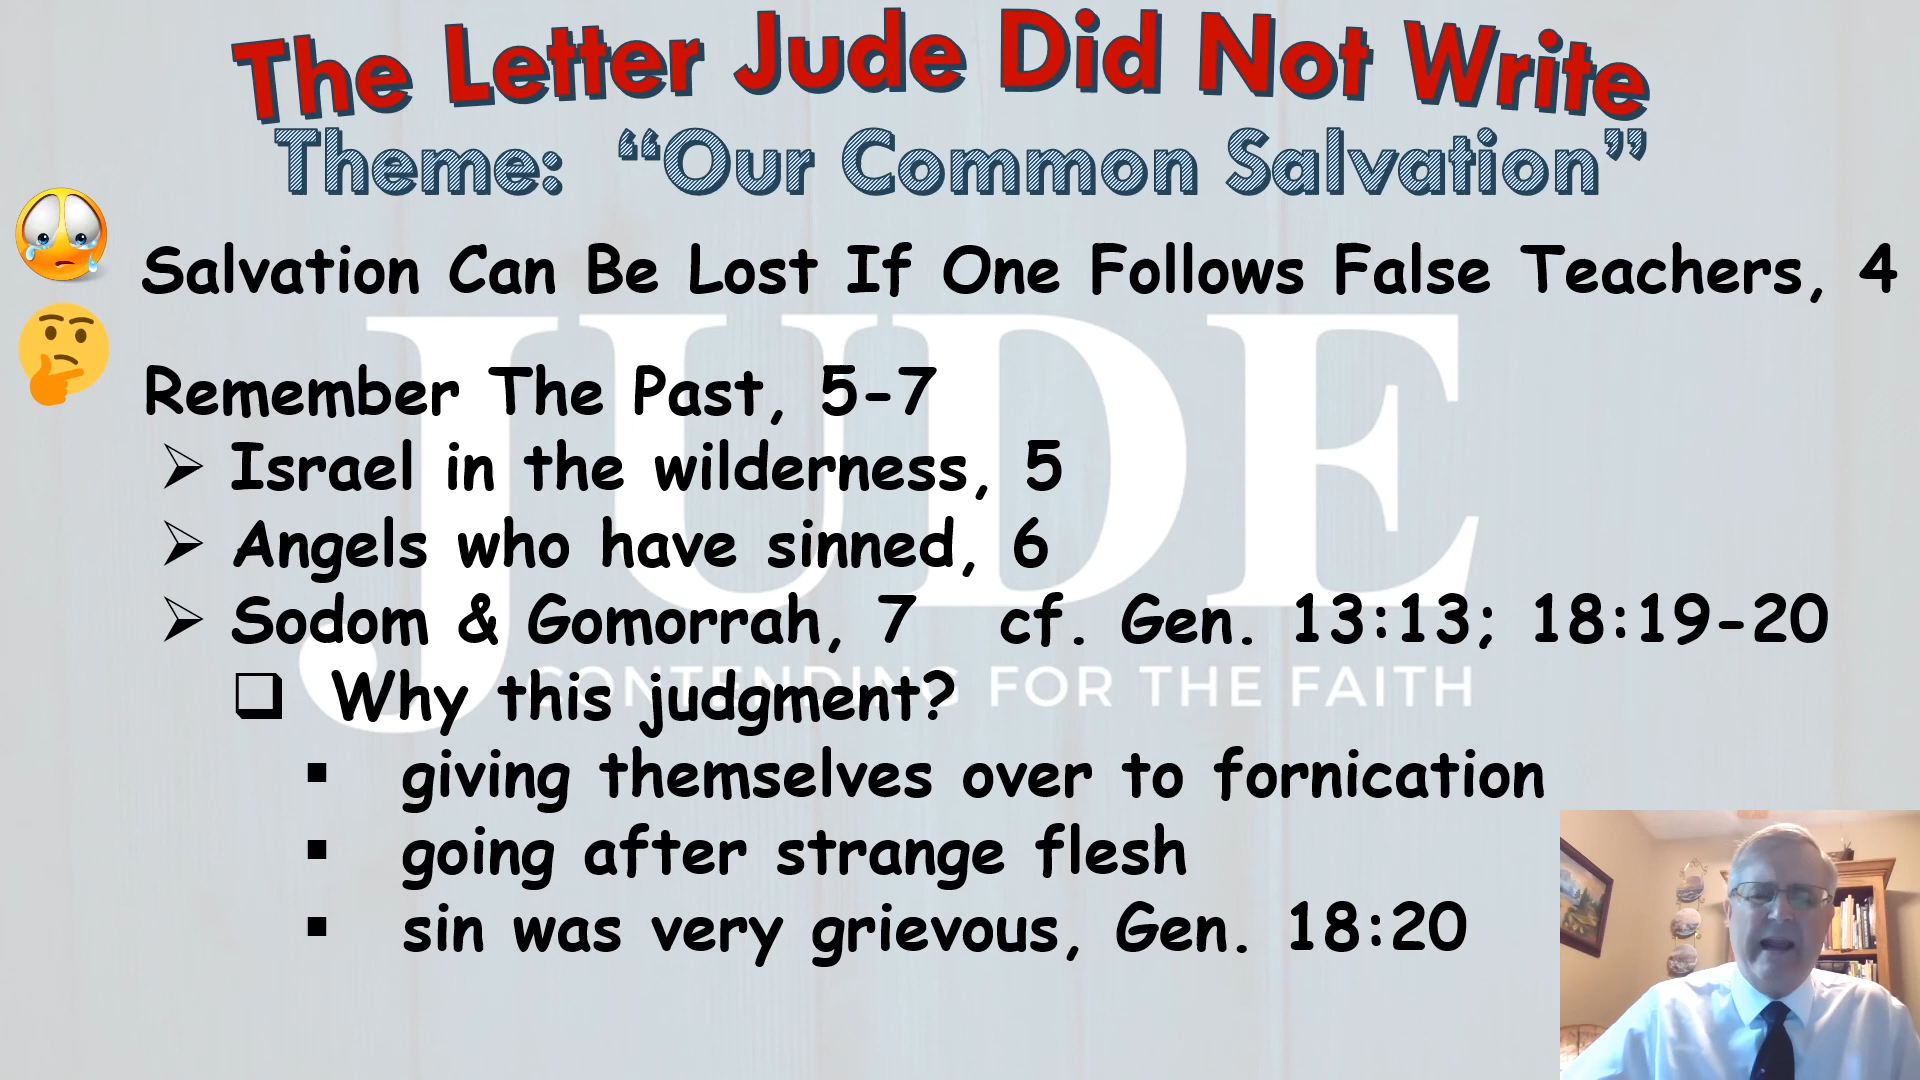 The Letter Jude Did Not Write
Theme: “Our Common Salvation”
Salvation Can Be Lost If One Follows False Teachers, 4
JUDE
Remember The Past, 5-7
Israel in the wilderness, 5
Angels who have sinned, 6
Sodom & Gomorrah, 7 cf. Gen. 13:13; 18:19-20
CONTENDING FOR THE FAITH
Why this judgment?
giving themselves over to fornication
going after strange flesh
sin was very grievous, Gen. 18:20